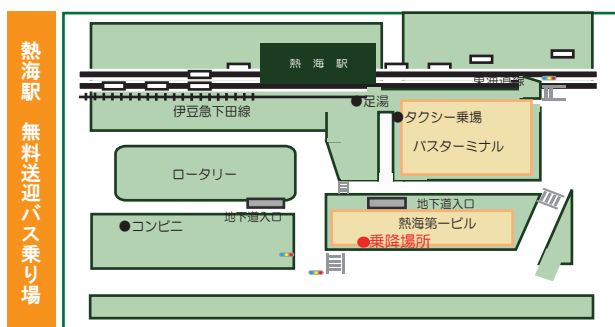 熱海駅 無料送迎バス乗り場
熱海駅
東海道線
足湯
伊豆急下田線
タクシー乗場
バスターミナル
ロータリー
地下道入口
地下道入口
コンビニ
熱海第一ビル
乗降場所